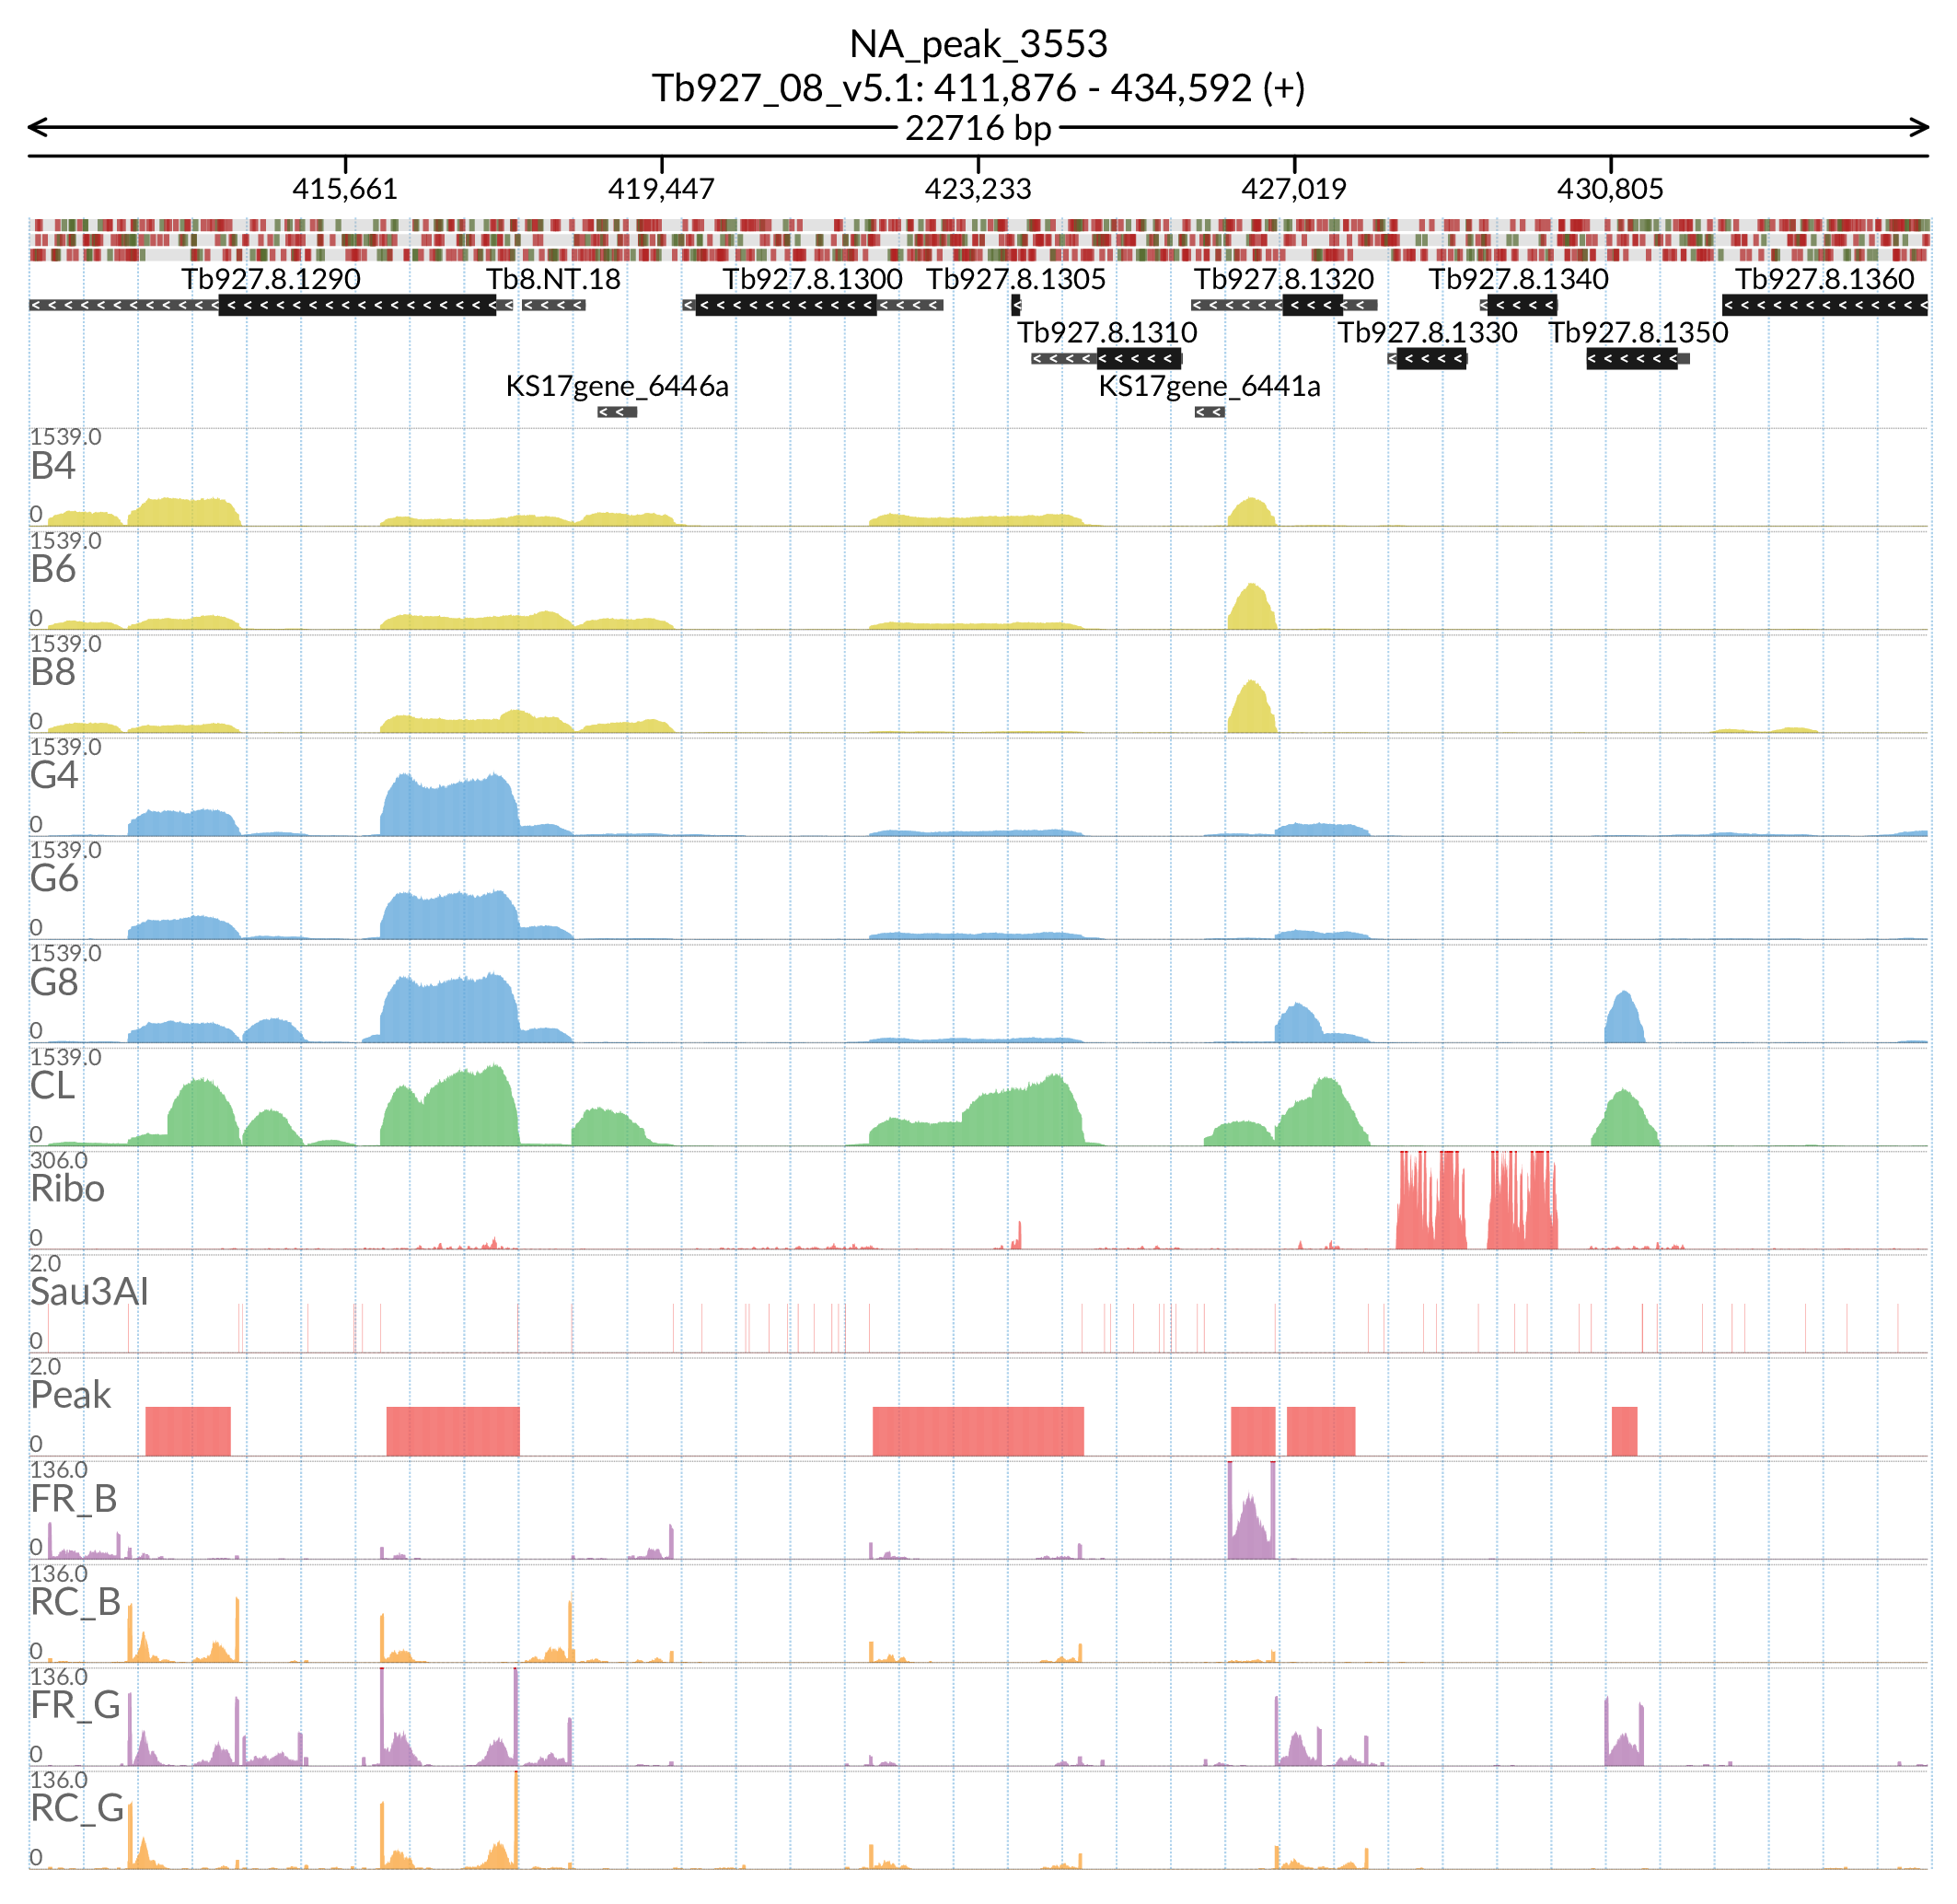 NA_peak_3553
Tb927_08_v5.1: 411,876 - 434,592 (+)
22716 bp
415,661 419,447 423,233 427,019 430,805
Tb927.8.1290 Tb8.NT.18 Tb927.8.1300 Tb927.8.1305 Tb927.8.1320 Tb927.8.1340 Tb927.8.1360
Tb927.8.1310 Tb927.8.1330 Tb927.8.1350
KS17gene_6446a KS17gene_6441a
1539.0
B4
0
1539.0
B6
0
1539.0
B8
0
1539.0
G4
0
1539.0
G6
0
1539.0
G8
0
1539.0
CL
0
306.0
Ribo
0
2.0
Sau3AI
0
2.0
Peak
0
136.0
FR_B
0
136.0
RC_B
0
136.0
FR_G
0
136.0
RC_G
0